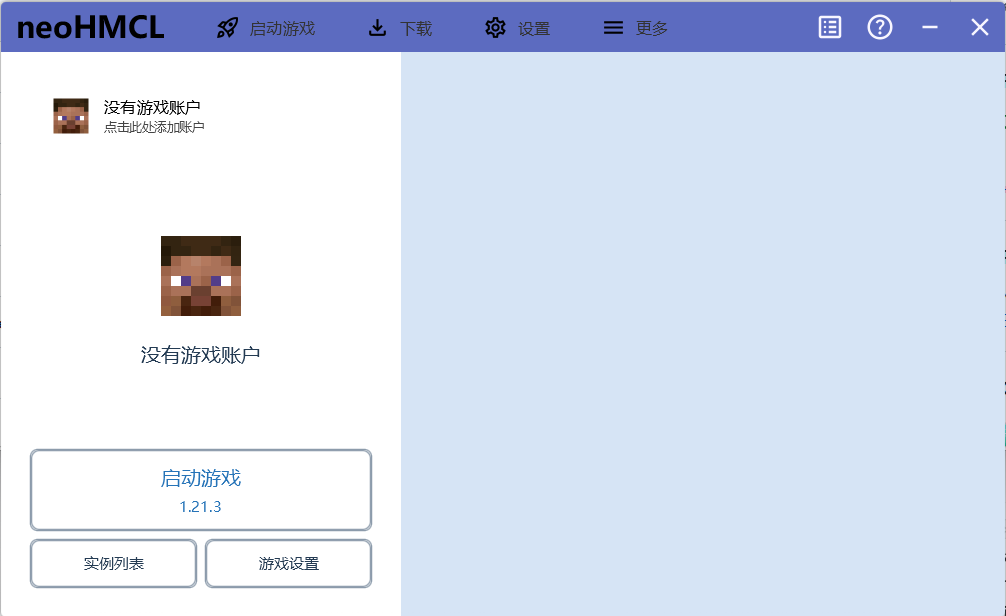 neoHMCL
启动游戏
下载
设置
更多
没有游戏账户
点击此处添加账户
没有游戏账户
启动游戏
1.21.3
实例列表
游戏设置